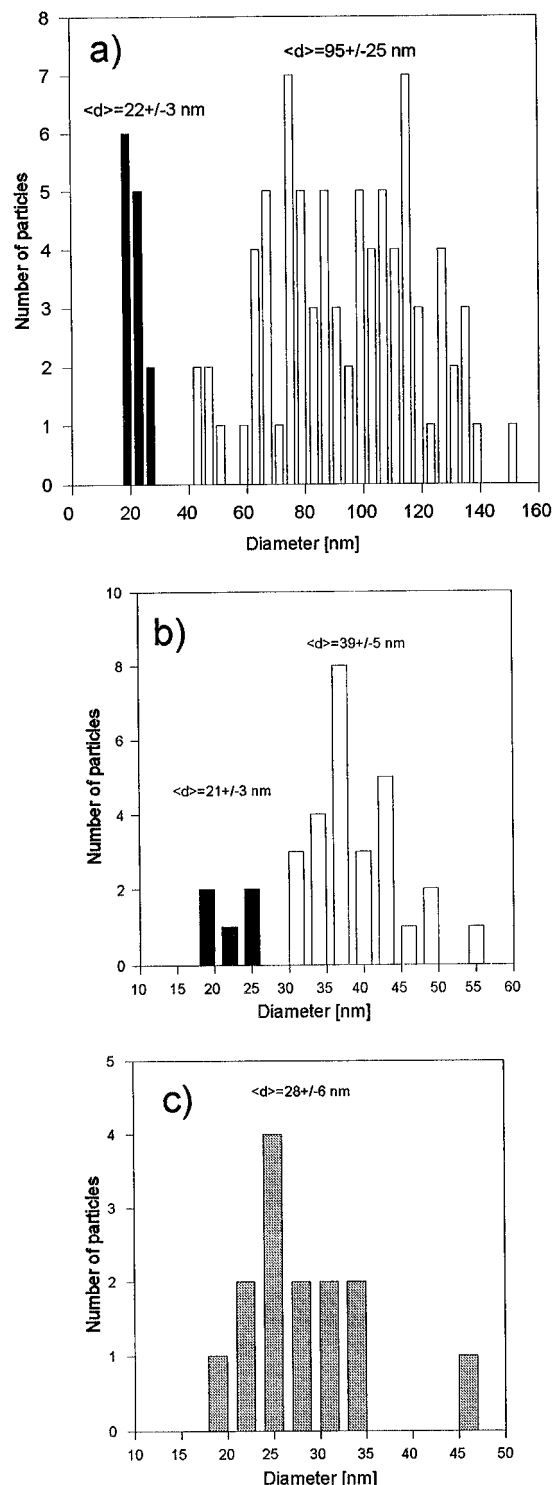 a)
<d>=95+/-25 nm
<d>=22+/-3 nm
Number of particles
8
7
6
5
4
3
2
1
0
0 20 40 60 80 100 120 140 160
Diameter [nm]
b)
<d>=39+/-5 nm
<d>=21+/-3 nm
Number of particles
10
8
6
4
2
0
10 15 20 25 30 35 40 45 50 55 60
Diameter [nm]
c)
<d>=28+/-6 nm
Number of particles
5
4
3
2
1
0
10 15 20 25 30 35 40 45 50
Diameter [nm]